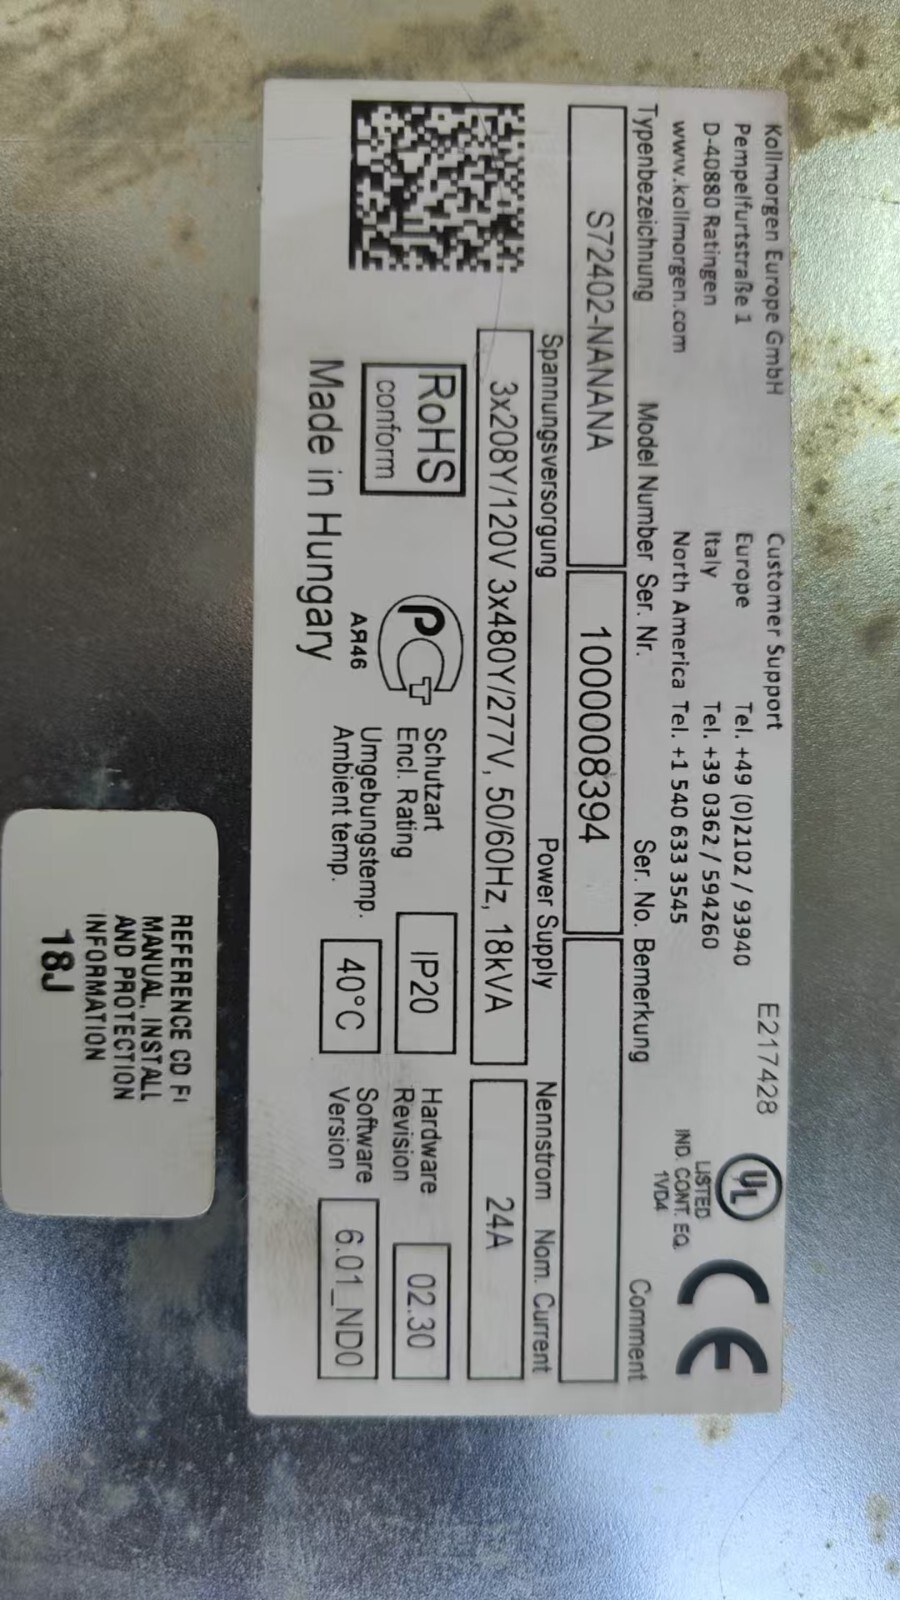 Kollmorgen Europe GmbH
Pempelfurtstraße 1
D-40880 Ratingen
www.kollmorgen.com
Customer Support
Europe Tel. +49 (0)2102 / 93940
Italy Tel. +39 0362 / 594260
North America Tel. +1 540 633 3545
E217428
UL
LISTED
IND. CONT. EQ.
1VD4
CE
Typenbezeichnung Model Number Ser. Nr. Ser. No. Bemerkung Comment
S72402-NANANA 1000008394
Spannungsversorgung Power Supply Nennstrom Nom. Current
3x208Y/120V 3x480Y/277V, 50/60Hz, 18kVA 24A
RoHS
conform
Made in Hungary
РСТ
АЯ46
Schutzart
Encl. Rating
IP20
Umgebungstemp.
Ambient temp.
40°C
Hardware
Revision
02.30
Software
Version
6.01_ND0
REFERENCE CD FI
MANUAL, INSTALL
AND PROTECTION
INFORMATION
18J